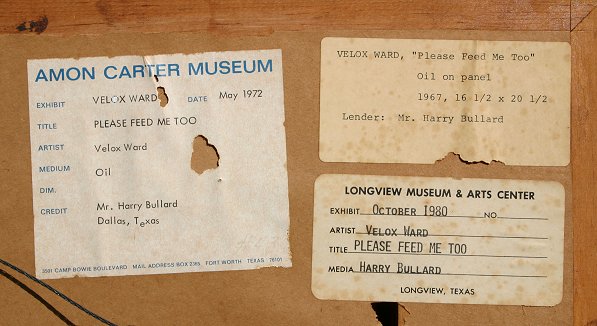 AMON CARTER MUSEUM
EXHIBIT VELOX WARD DATE May 1972
TITLE PLEASE FEED ME TOO
ARTIST Velox Ward
MEDIUM Oil
DIM.
CREDIT Mr. Harry Bullard
Dallas, Texas
3501 CAMP BOWIE BOULEVARD MAIL ADDRESS BOX 2365 FORT WORTH TEXAS 76101
VELOX WARD, "Please Feed Me Too"
Oil on panel
1967, 16 1/2 x 20 1/2
Lender: Mr. Harry Bullard
LONGVIEW MUSEUM & ARTS CENTER
EXHIBIT October 1980 NO
ARTIST Velox Ward
TITLE PLEASE FEED ME TOO
MEDIA HARRY BULLARD
LONGVIEW, TEXAS